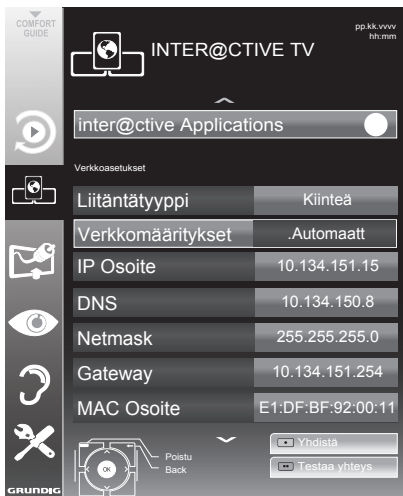 COMFORT
GUIDE
pp.kk.vvvv
hh:mm
INTER@CTIVE TV
inter@ctive Applications
Verkkoasetukset
Liitäntätyyppi Kiinteä
Verkkomääritykset .Automaatt
IP Osoite 10.134.151.15
DNS 10.134.150.8
Netmask 255.255.255.0
Gateway 10.134.151.254
MAC Osoite E1:DF:BF:92:00:11
OK
Poistu
Back
Yhdistä
Testaa yhteys
GRUNDIG